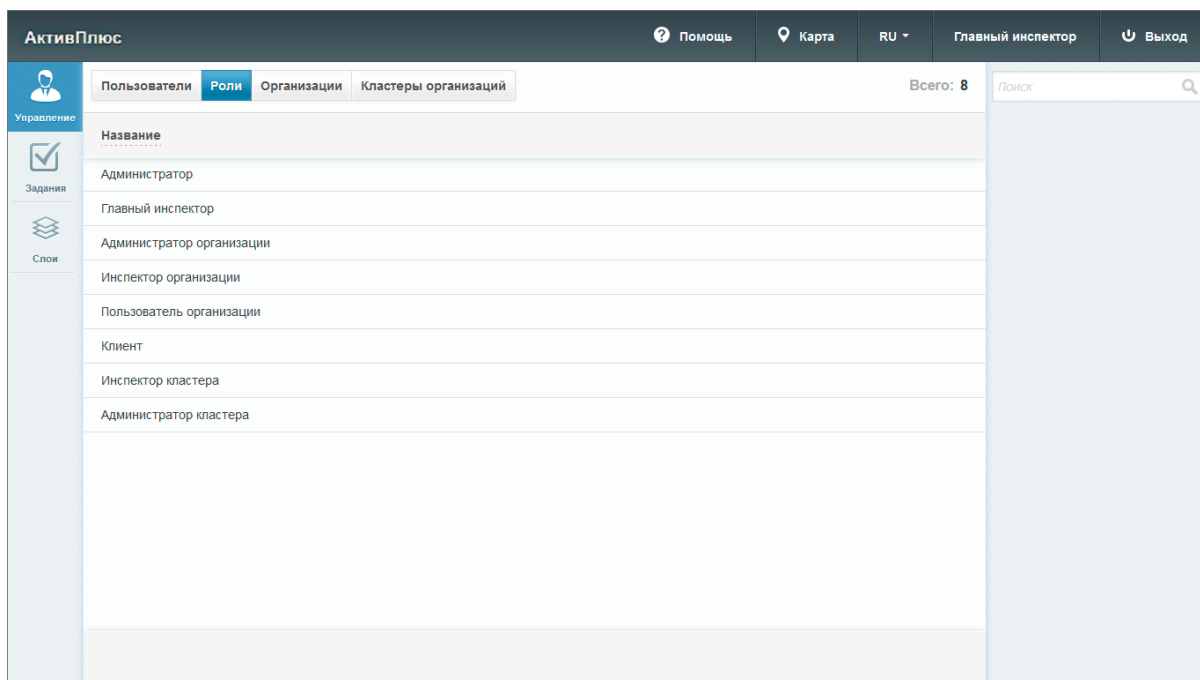 АктивПлюс
Помощь
Карта
RU
Главный инспектор
Выход
Управление
Задания
Слои
Пользователи Роли Организации Кластеры организаций
Всего: 8
Поиск
Название
Администратор
Главный инспектор
Администратор организации
Инспектор организации
Пользователь организации
Клиент
Инспектор кластера
Администратор кластера